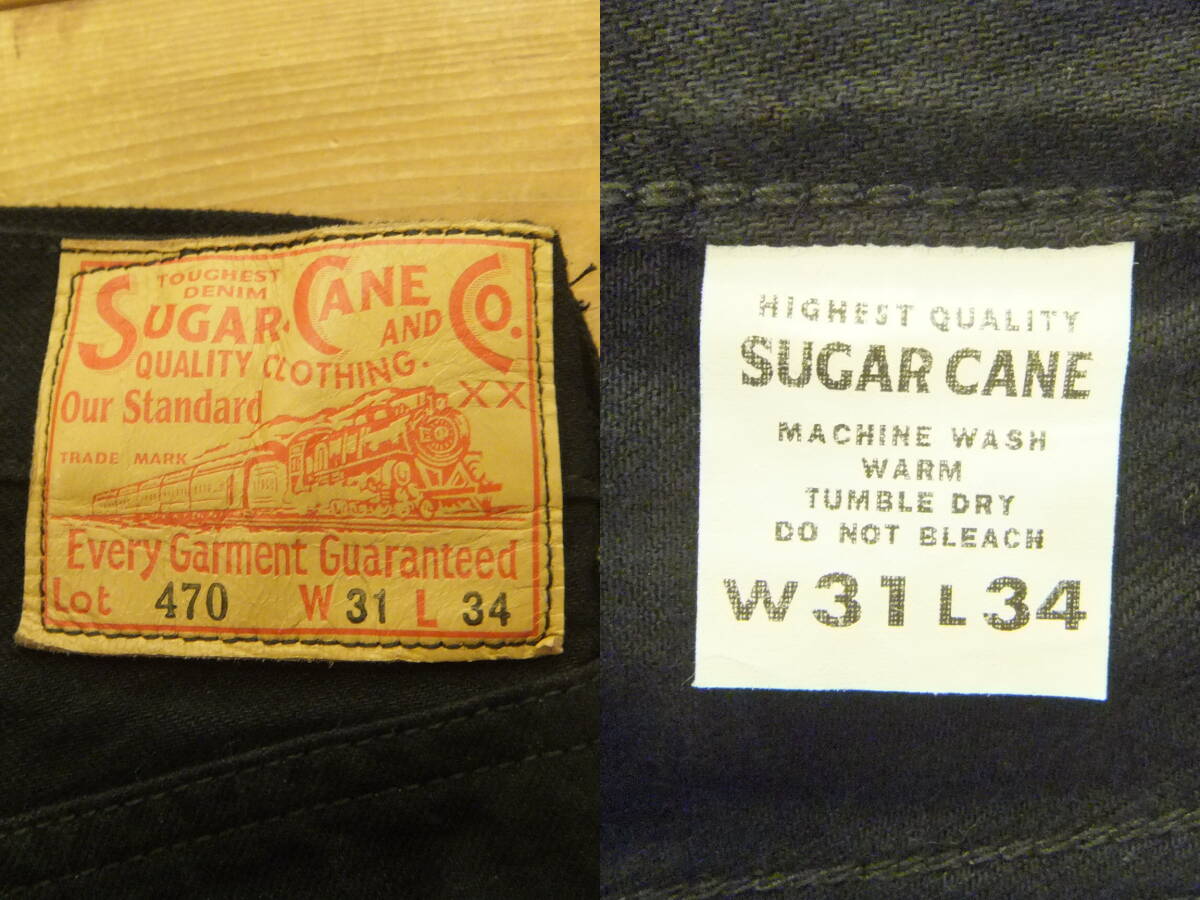 TOUGHEST
DENIM
SUGAR CANE AND CO.
QUALITY CLOTHING.
XX
Our Standard
TRADE MARK
Every Garment Guaranteed
Lot 470 W 31 L 34
HIGHEST QUALITY
SUGAR CANE
MACHINE WASH
WARM
TUMBLE DRY
DO NOT BLEACH
W 31 L 34